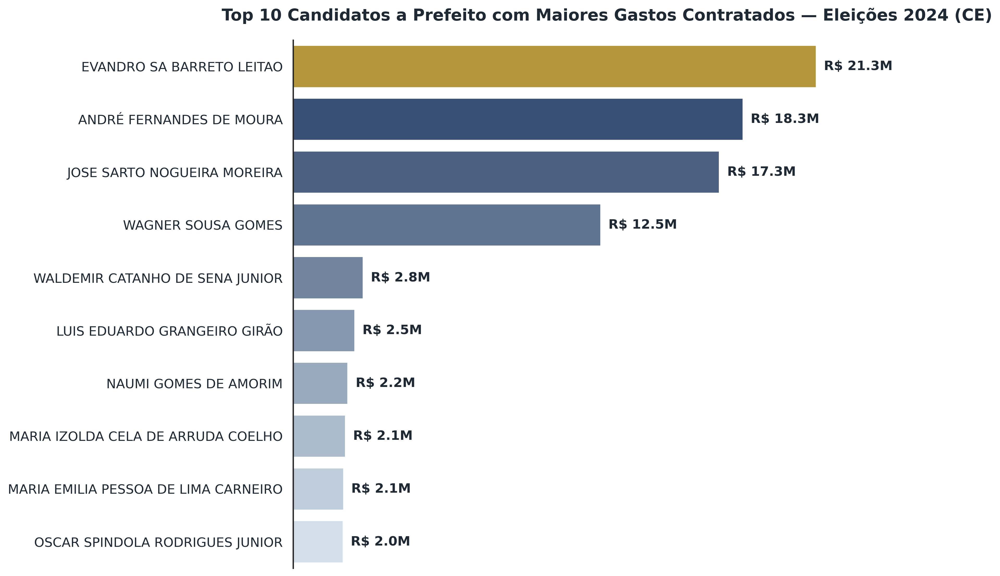 Top 10 Candidatos a Prefeito com Maiores Gastos Contratados — Eleições 2024 (CE)
EVANDRO SA BARRETO LEITAO R$ 21.3M
ANDRÉ FERNANDES DE MOURA R$ 18.3M
JOSE SARTO NOGUEIRA MOREIRA R$ 17.3M
WAGNER SOUSA GOMES R$ 12.5M
WALDEMIR CATANHO DE SENA JUNIOR R$ 2.8M
LUIS EDUARDO GRANGEIRO GIRÃO R$ 2.5M
NAUMI GOMES DE AMORIM R$ 2.2M
MARIA IZOLDA CELA DE ARRUDA COELHO R$ 2.1M
MARIA EMILIA PESSOA DE LIMA CARNEIRO R$ 2.1M
OSCAR SPINDOLA RODRIGUES JUNIOR R$ 2.0M